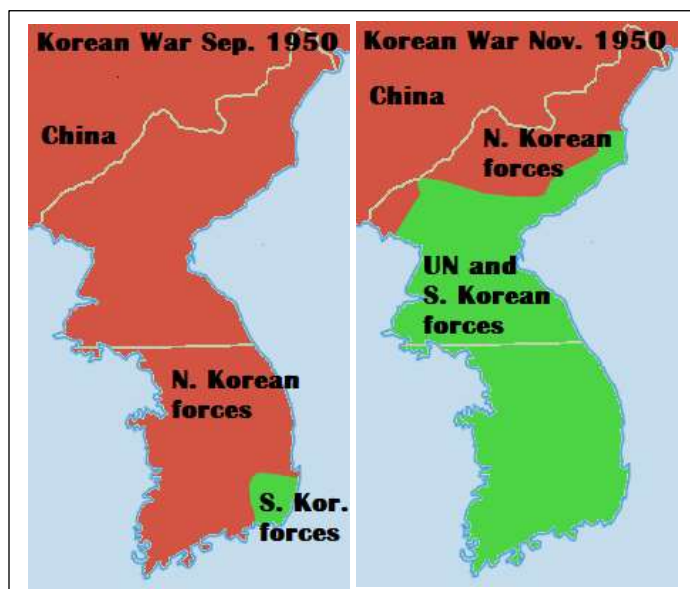 Korean War Sep. 1950
China
N. Korean
forces
S. Kor.
forces
Korean War Nov. 1950
China
N. Korean
forces
UN and
S. Korean
forces